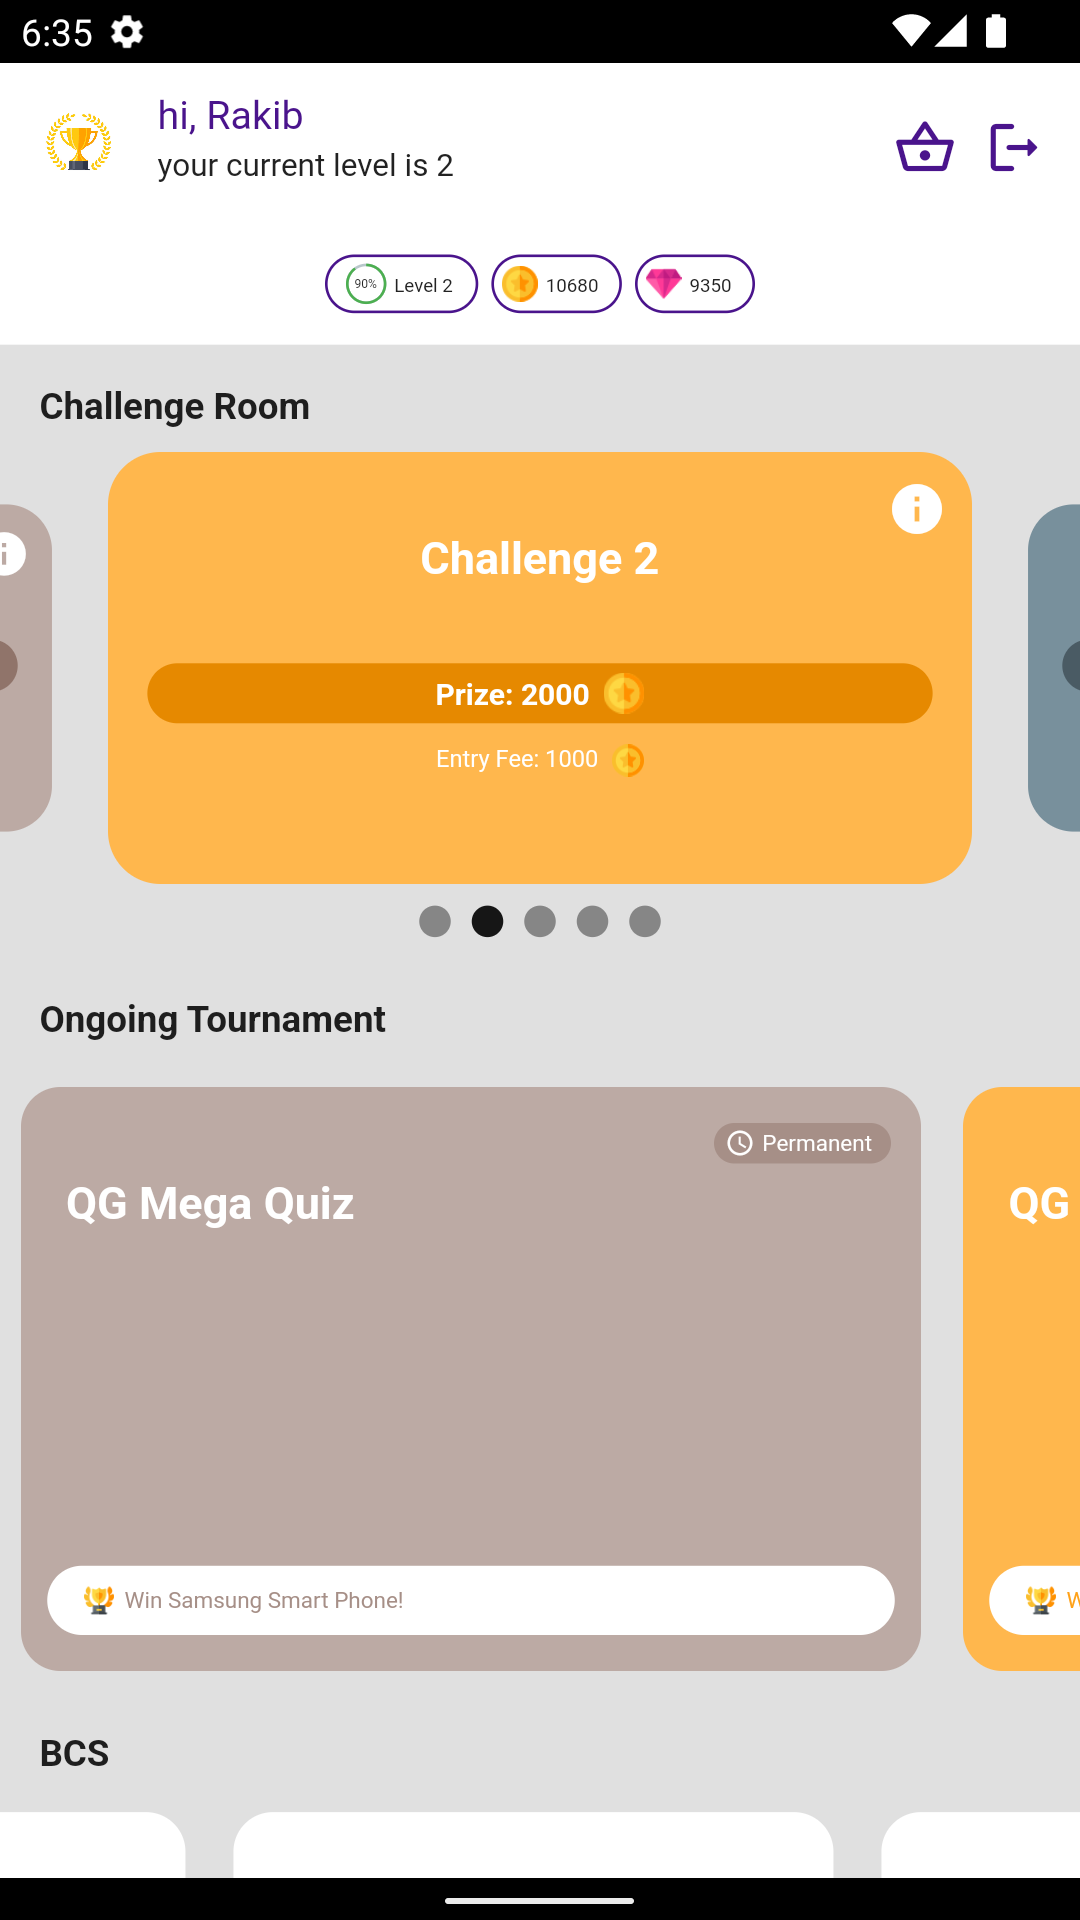 6:35
hi, Rakib
your current level is 2
90% Level 2
10680
9350
Challenge Room
Challenge 2
Prize: 2000
Entry Fee: 1000
Ongoing Tournament
Permanent
QG Mega Quiz
QG
Win Samsung Smart Phone!
BCS